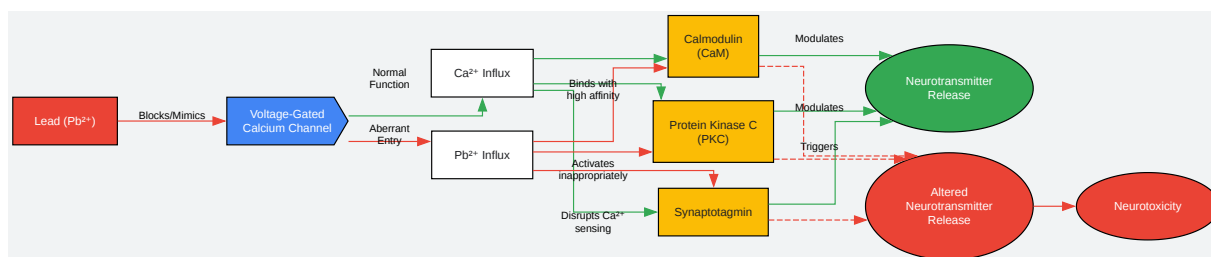 Lead (Pb²⁺)
Blocks/Mimics
Voltage-Gated
Calcium Channel
Normal
Function
Aberrant
Entry
Ca²⁺ Influx
Pb²⁺ Influx
Binds with
high affinity
Activates
inappropriately
Disrupts Ca²⁺
sensing
Calmodulin
(CaM)
Protein Kinase C
(PKC)
Synaptotagmin
Modulates
Modulates
Triggers
Neurotransmitter
Release
Altered
Neurotransmitter
Release
Neurotoxicity